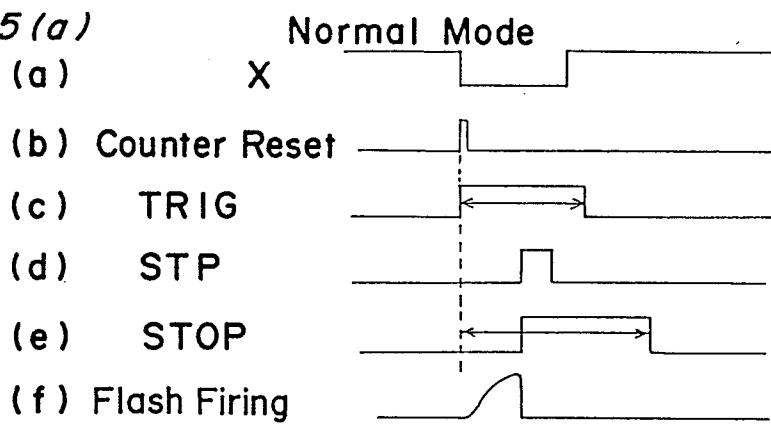 5(a) Normal Mode
(a) X
(b) Counter Reset
(c) TRIG
(d) STP
(e) STOP
(f) Flash Firing